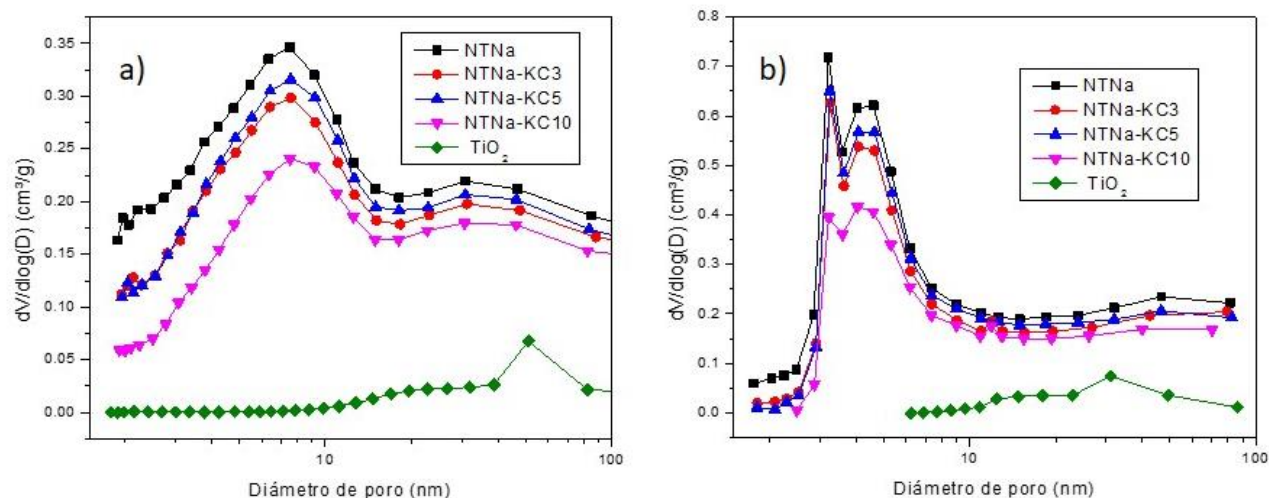 a)
NTNa
NTNa-KC3
NTNa-KC5
NTNa-KC10
TiO₂
0.35
0.30
0.25
0.20
0.15
0.10
0.05
0.00
dV/dlog(D) (cm³/g)
10
100
Diámetro de poro (nm)
b)
NTNa
NTNa-KC3
NTNa-KC5
NTNa-KC10
TiO₂
0.8
0.7
0.6
0.5
0.4
0.3
0.2
0.1
0.0
dV/dlog(D) (cm³/g)
10
100
Diámetro de poro (nm)